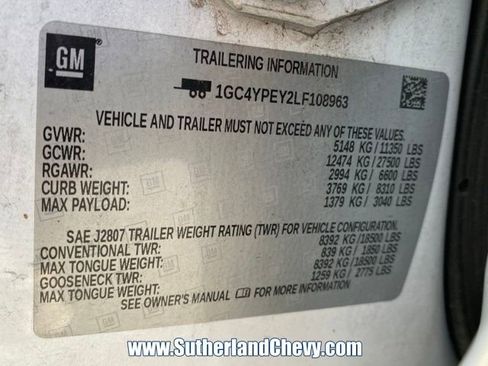 GM
TRAILERING INFORMATION
1GC4YPEY2LF108963
VEHICLE AND TRAILER MUST NOT EXCEED ANY OF THESE VALUES.
GVWR: 5148 KG / 11350 LBS
GCWR: 12474 KG / 27500 LBS
RGAWR: 2994 KG / 6600 LBS
CURB WEIGHT: 3769 KG / 8310 LBS
MAX PAYLOAD: 1379 KG / 3040 LBS
SAE J2807 TRAILER WEIGHT RATING (TWR) FOR VEHICLE CONFIGURATION.
CONVENTIONAL TWR: 8392 KG / 18500 LBS
MAX TONGUE WEIGHT: 839 KG / 1850 LBS
GOOSENECK TWR: 8392 KG / 18500 LBS
MAX TONGUE WEIGHT: 1259 KG / 2775 LBS
SEE OWNER'S MANUAL FOR MORE INFORMATION.
www.SutherlandChevy.com